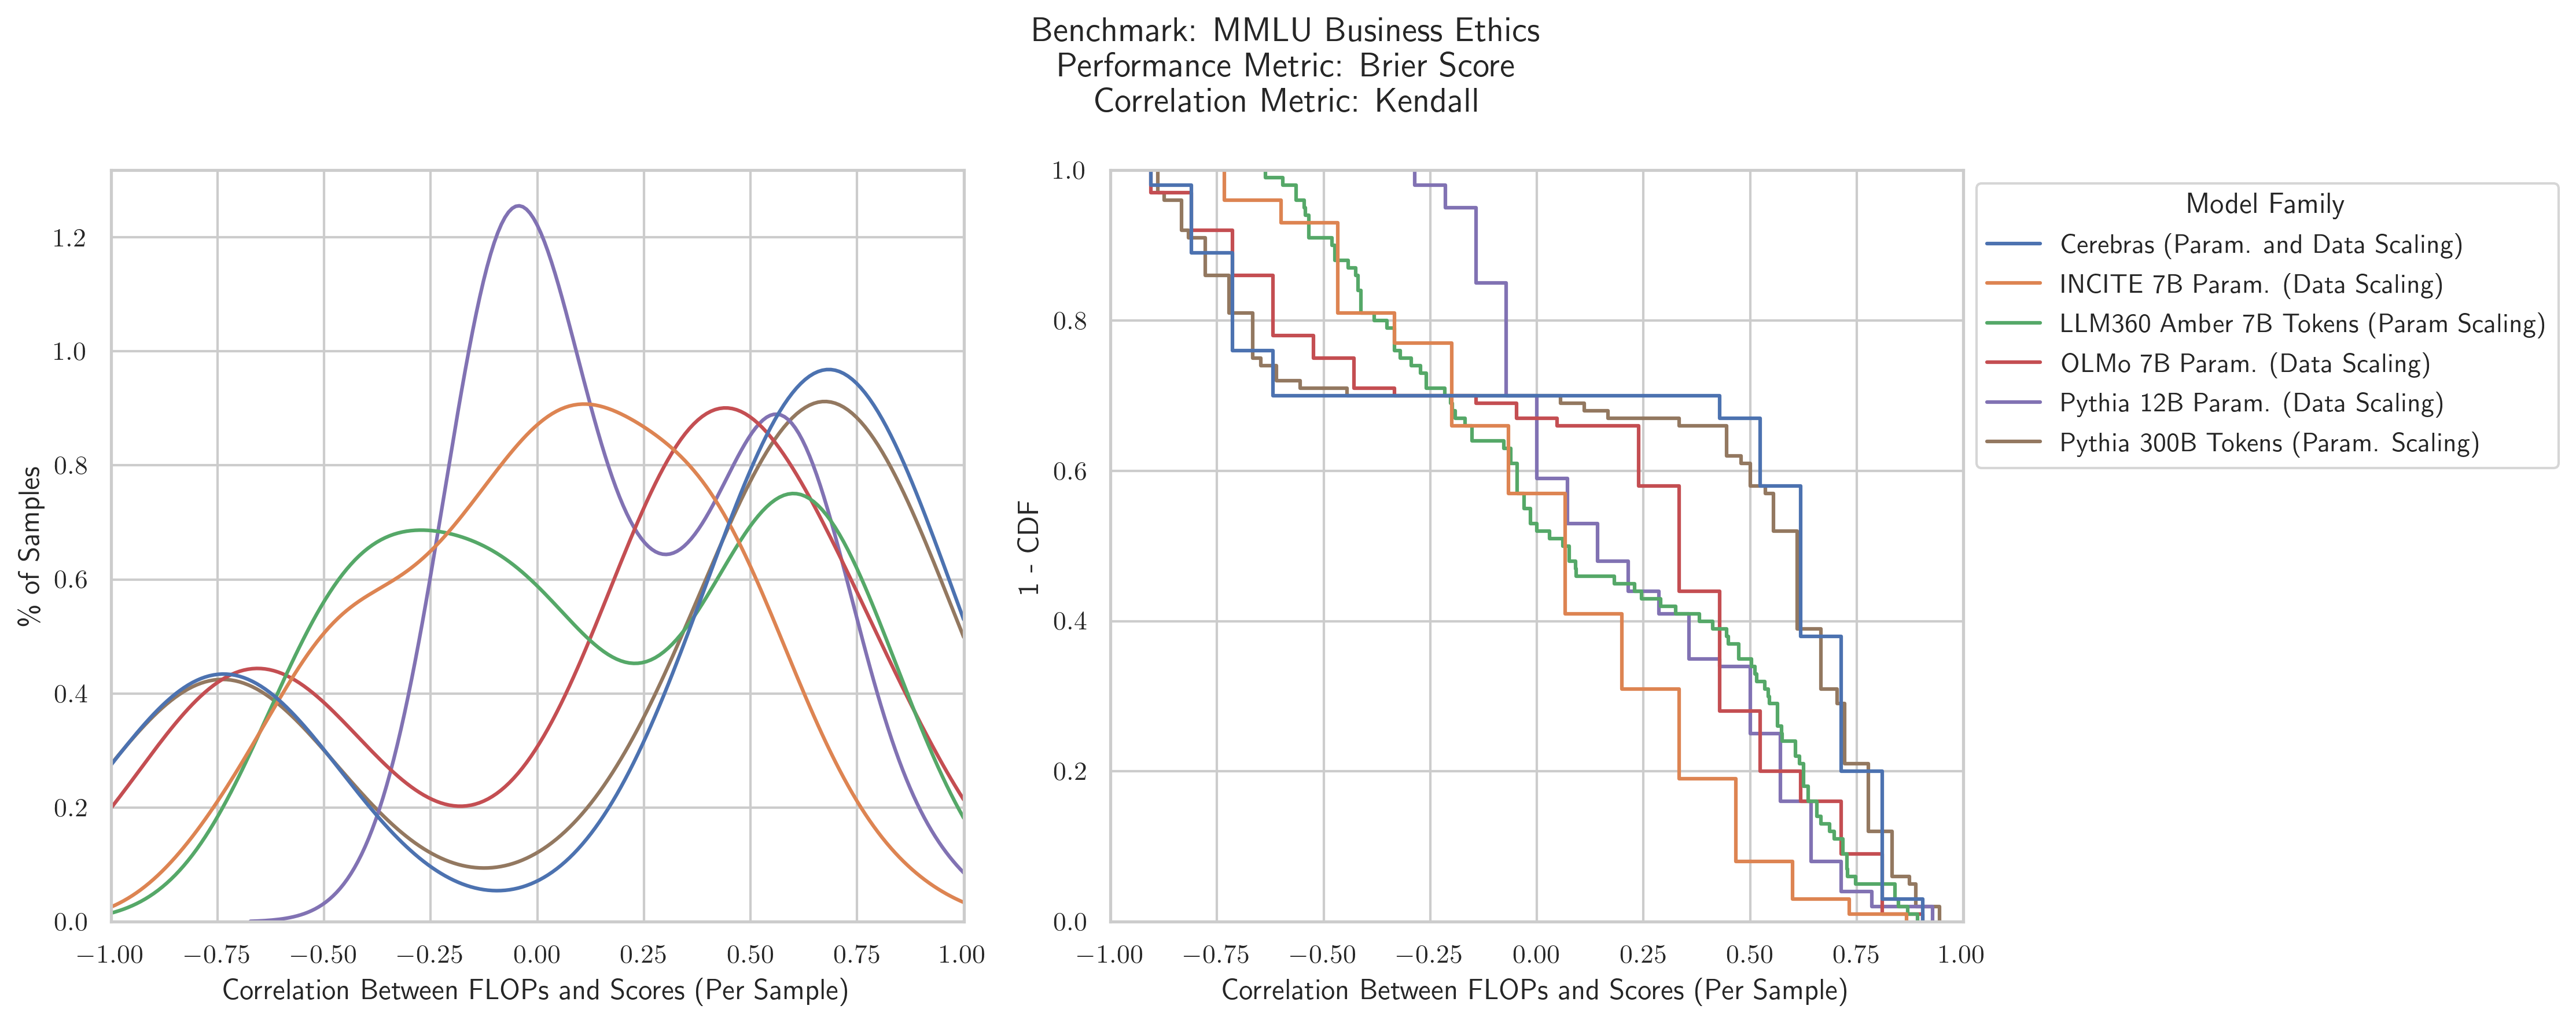 Benchmark: MMLU Business Ethics
Performance Metric: Brier Score
Correlation Metric: Kendall
% of Samples
1.2
1.0
0.8
0.6
0.4
0.2
0.0
−1.00 −0.75 −0.50 −0.25 0.00 0.25 0.50 0.75 1.00
Correlation Between FLOPs and Scores (Per Sample)
1 - CDF
1.0
0.8
0.6
0.4
0.2
0.0
−1.00 −0.75 −0.50 −0.25 0.00 0.25 0.50 0.75 1.00
Correlation Between FLOPs and Scores (Per Sample)
Model Family
Cerebras (Param. and Data Scaling)
INCITE 7B Param. (Data Scaling)
LLM360 Amber 7B Tokens (Param Scaling)
OLMo 7B Param. (Data Scaling)
Pythia 12B Param. (Data Scaling)
Pythia 300B Tokens (Param. Scaling)